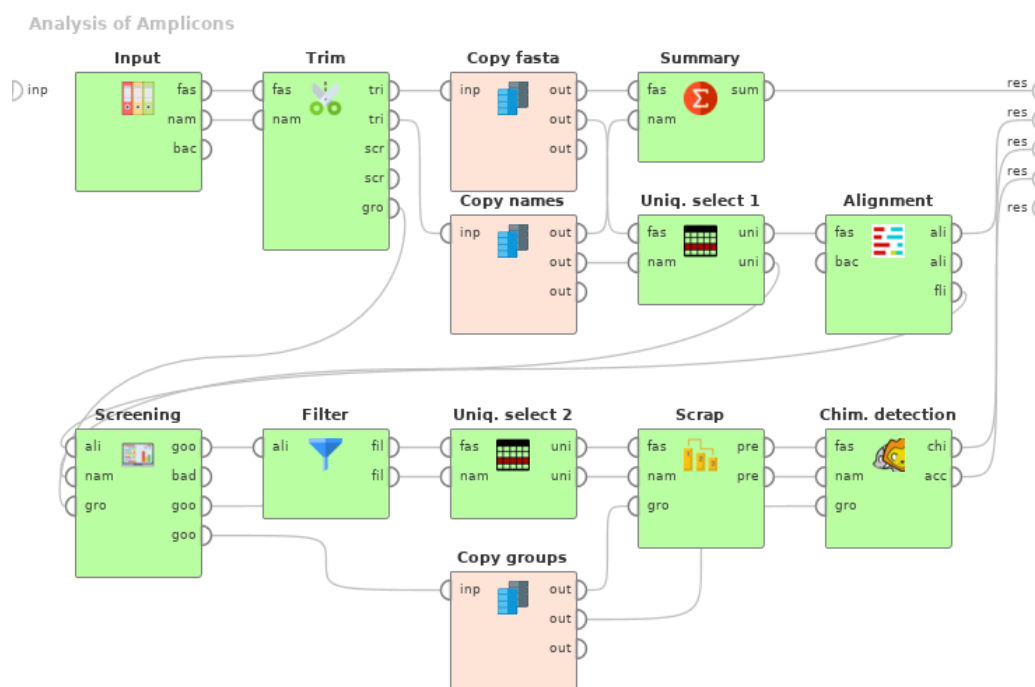 Analysis of Amplicons
Input Trim Copy fasta Summary
inp fas fas tri inp out fas sum res
nam nam tri out nam res
bac scr out res
scr res
Copy names Uniq. select 1 Alignment
gro res
inp out fas uni fas ali
out nam uni bac ali
out fli
Screening Filter Uniq. select 2 Scrap Chim. detection
ali goo ali fil fas uni fas pre fas chi
nam bad fil nam uni nam pre nam acc
gro goo gro gro
goo
Copy groups
inp out
out
out